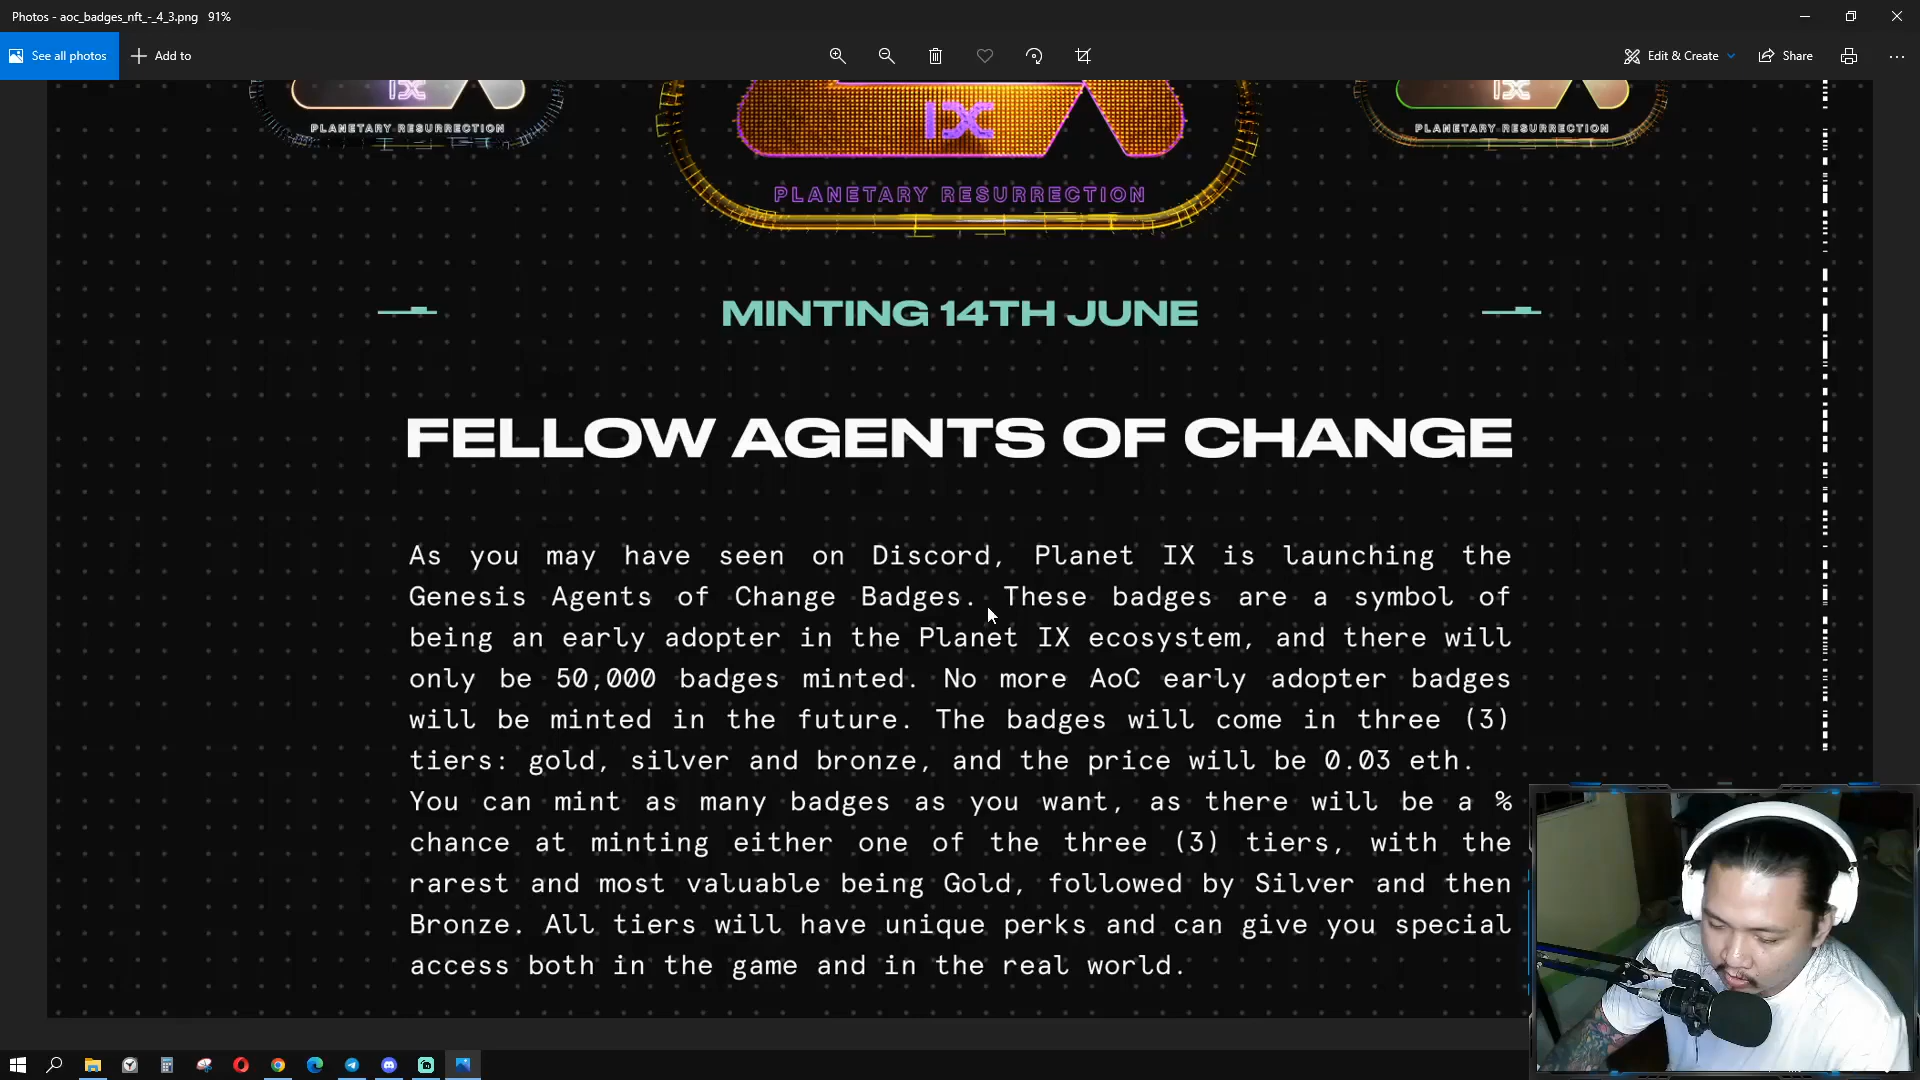 Photos - aoc_badges_nft_-_4_3.png 91%
See all photos
Add to
Edit & Create
Share
IX
PLANETARY RESURRECTION
IX
PLANETARY RESURRECTION
IX
PLANETARY RESURRECTION
MINTING 14TH JUNE
FELLOW AGENTS OF CHANGE
As you may have seen on Discord, Planet IX is launching the
Genesis Agents of Change Badges. These badges are a symbol of
being an early adopter in the Planet IX ecosystem, and there will
only be 50,000 badges minted. No more AoC early adopter badges
will be minted in the future. The badges will come in three (3)
tiers: gold, silver and bronze, and the price will be 0.03 eth.
You can mint as many badges as you want, as there will be a %
chance at minting either one of the three (3) tiers, with the
rarest and most valuable being Gold, followed by Silver and then
Bronze. All tiers will have unique perks and can give you special
access both in the game and in the real world.